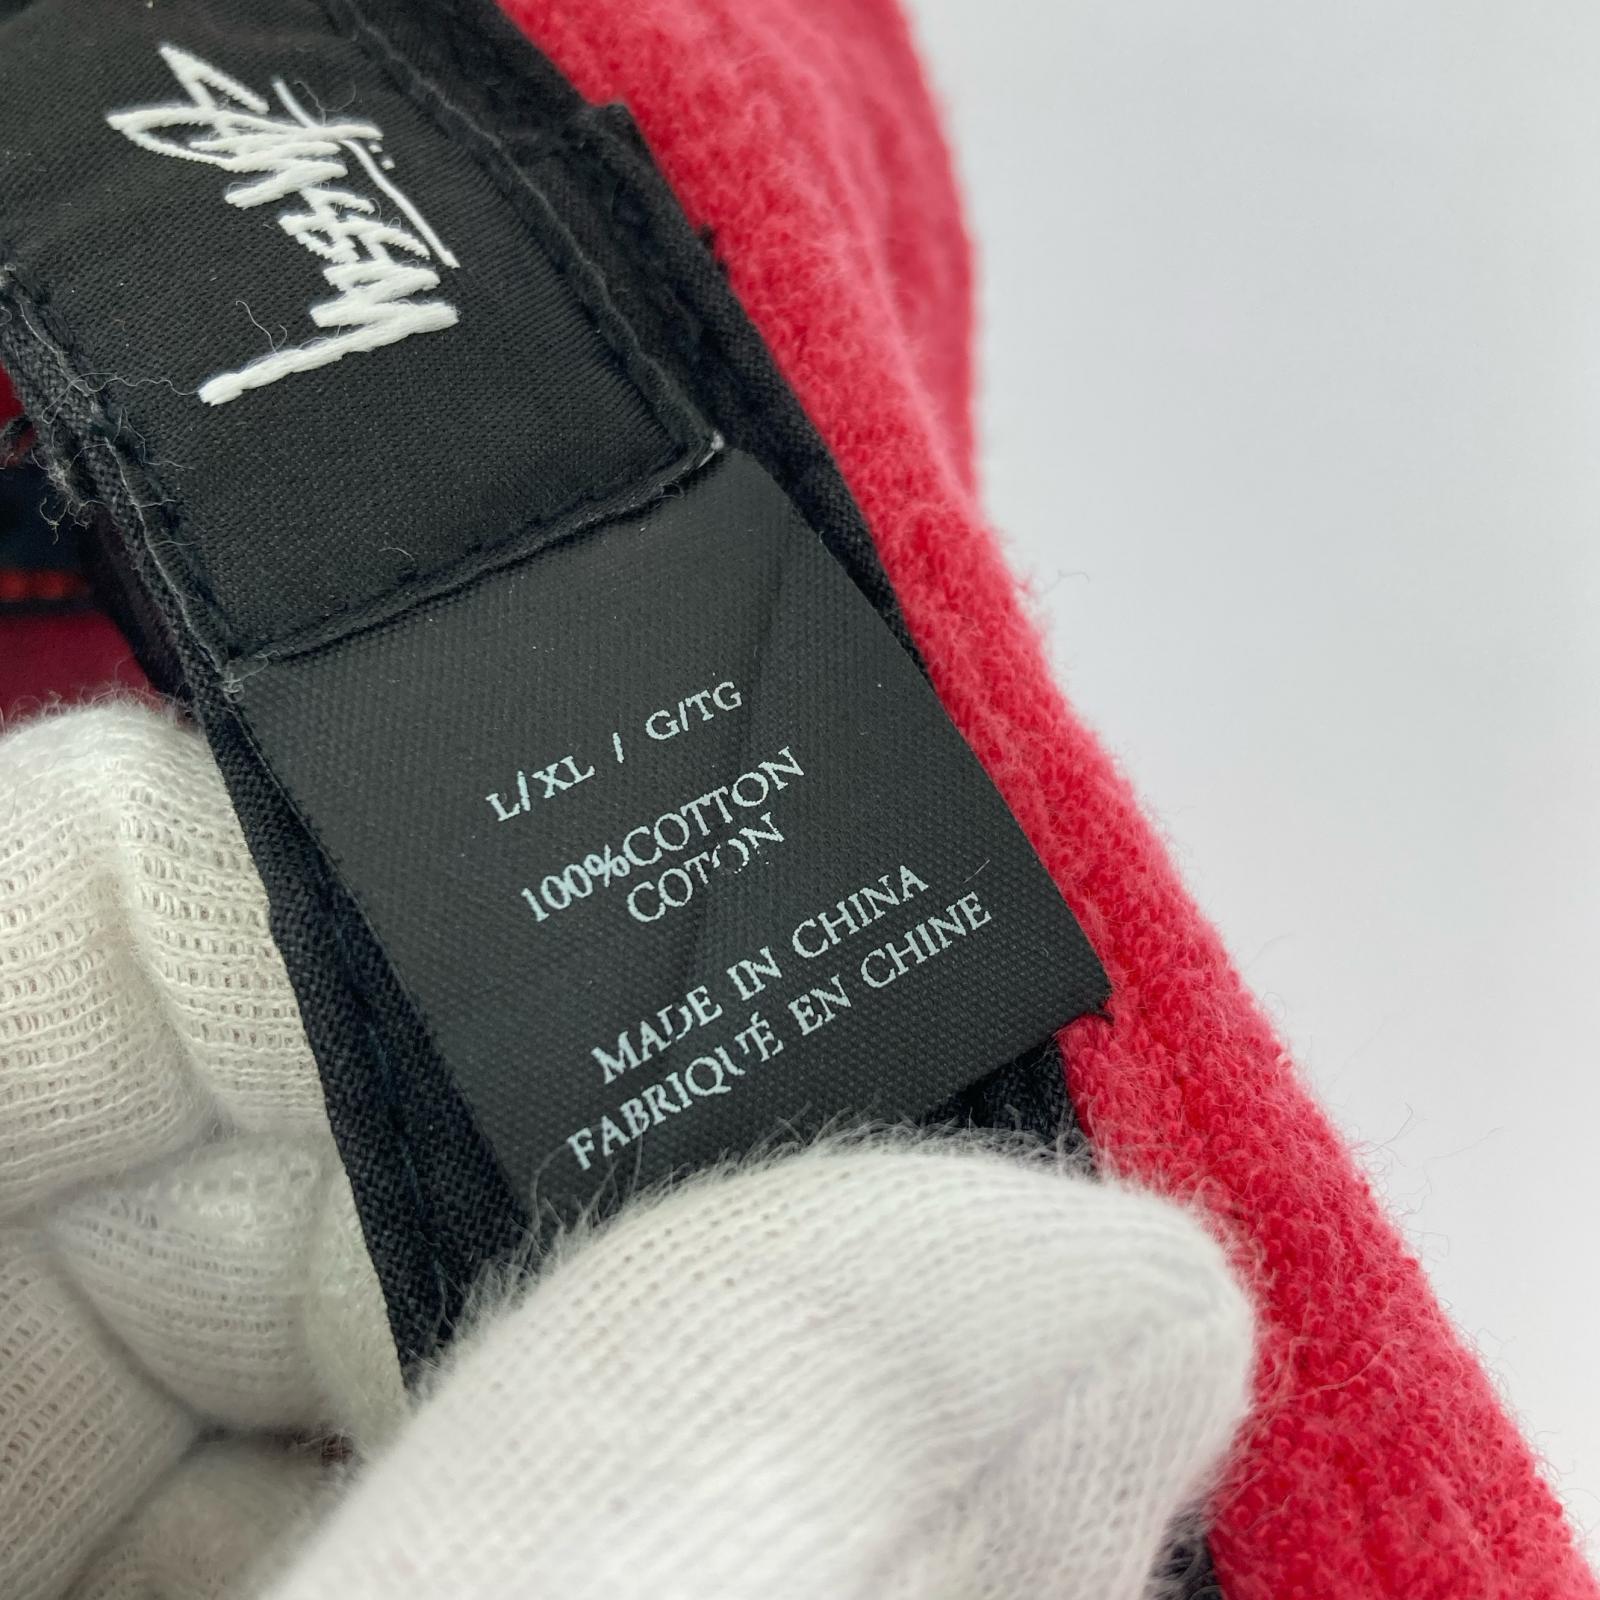 Stüssy
L/XL / G/TG
100%COTTON
COTON
MADE IN CHINA
FABRIQUÉ EN CHINE